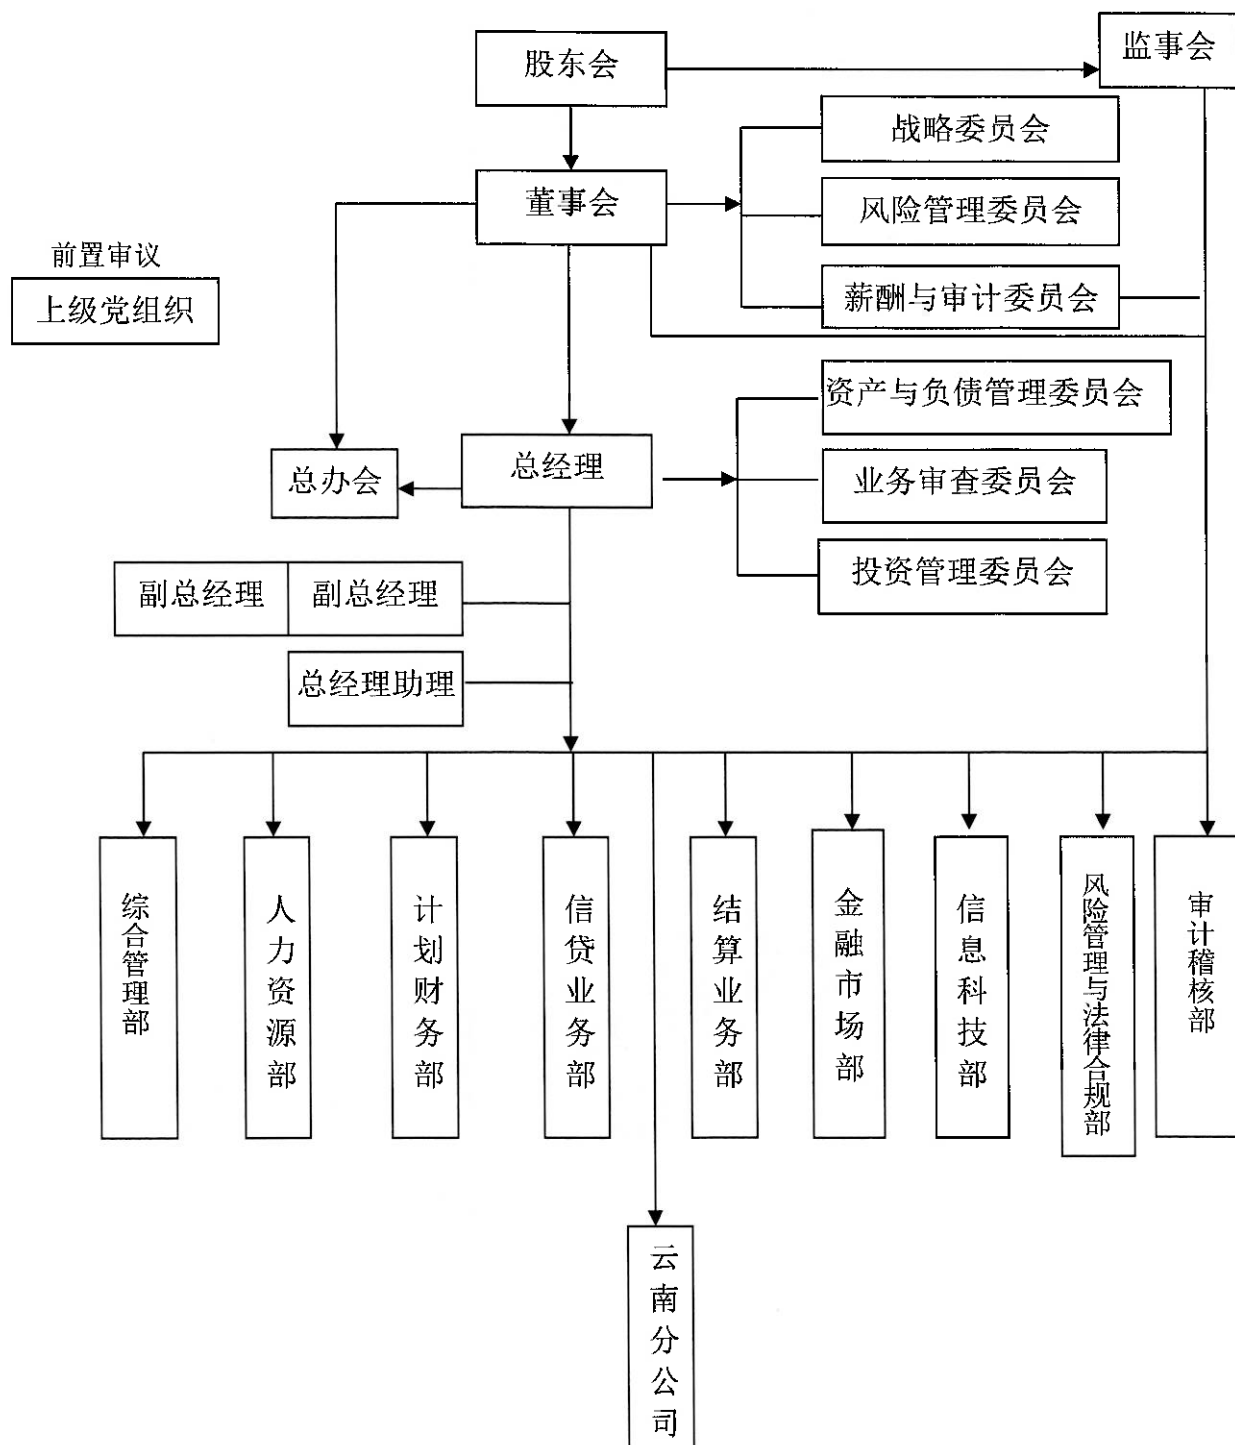 股东会
监事会
战略委员会
董事会
风险管理委员会
前置审议
上级党组织
薪酬与审计委员会
资产与负债管理委员会
总办会
总经理
业务审查委员会
投资管理委员会
副总经理
副总经理
总经理助理
综合管理部
人力资源部
计划财务部
信贷业务部
结算业务部
金融市场部
信息科技部
风险管理与法律合规部
审计稽核部
云南分公司